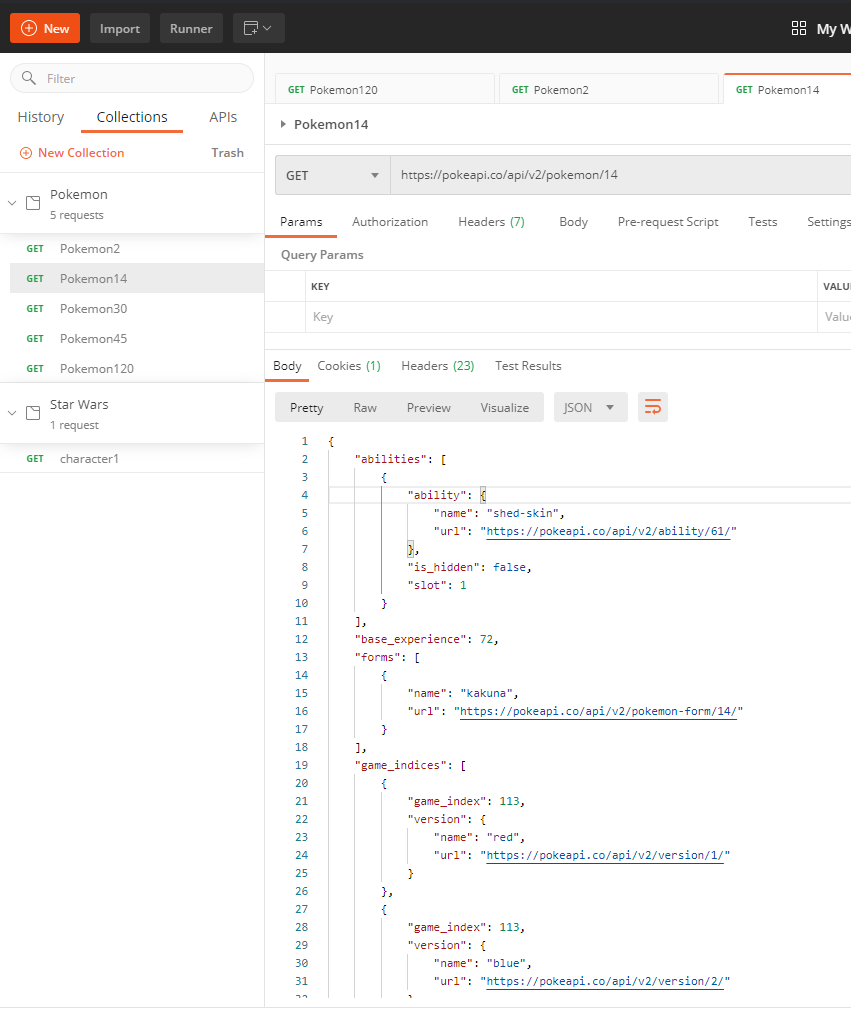 New Import Runner My W
Filter
History Collections APIs
New Collection Trash
Pokemon
5 requests
GET Pokemon2
GET Pokemon14
GET Pokemon30
GET Pokemon45
GET Pokemon120
Star Wars
1 request
GET character1
GET Pokemon120 GET Pokemon2 GET Pokemon14
Pokemon14
GET https://pokeapi.co/api/v2/pokemon/14
Params Authorization Headers (7) Body Pre-request Script Tests Settings
Query Params
KEY VALU
Key Value
Body Cookies (1) Headers (23) Test Results
Pretty Raw Preview Visualize JSON
1 {
2 "abilities": [
3 {
4 "ability": {
5 "name": "shed-skin",
6 "url": "https://pokeapi.co/api/v2/ability/61/"
7 },
8 "is_hidden": false,
9 "slot": 1
10 }
11 ],
12 "base_experience": 72,
13 "forms": [
14 {
15 "name": "kakuna",
16 "url": "https://pokeapi.co/api/v2/pokemon-form/14/"
17 }
18 ],
19 "game_indices": [
20 {
21 "game_index": 113,
22 "version": {
23 "name": "red",
24 "url": "https://pokeapi.co/api/v2/version/1/"
25 }
26 },
27 {
28 "game_index": 113,
29 "version": {
30 "name": "blue",
31 "url": "https://pokeapi.co/api/v2/version/2/"